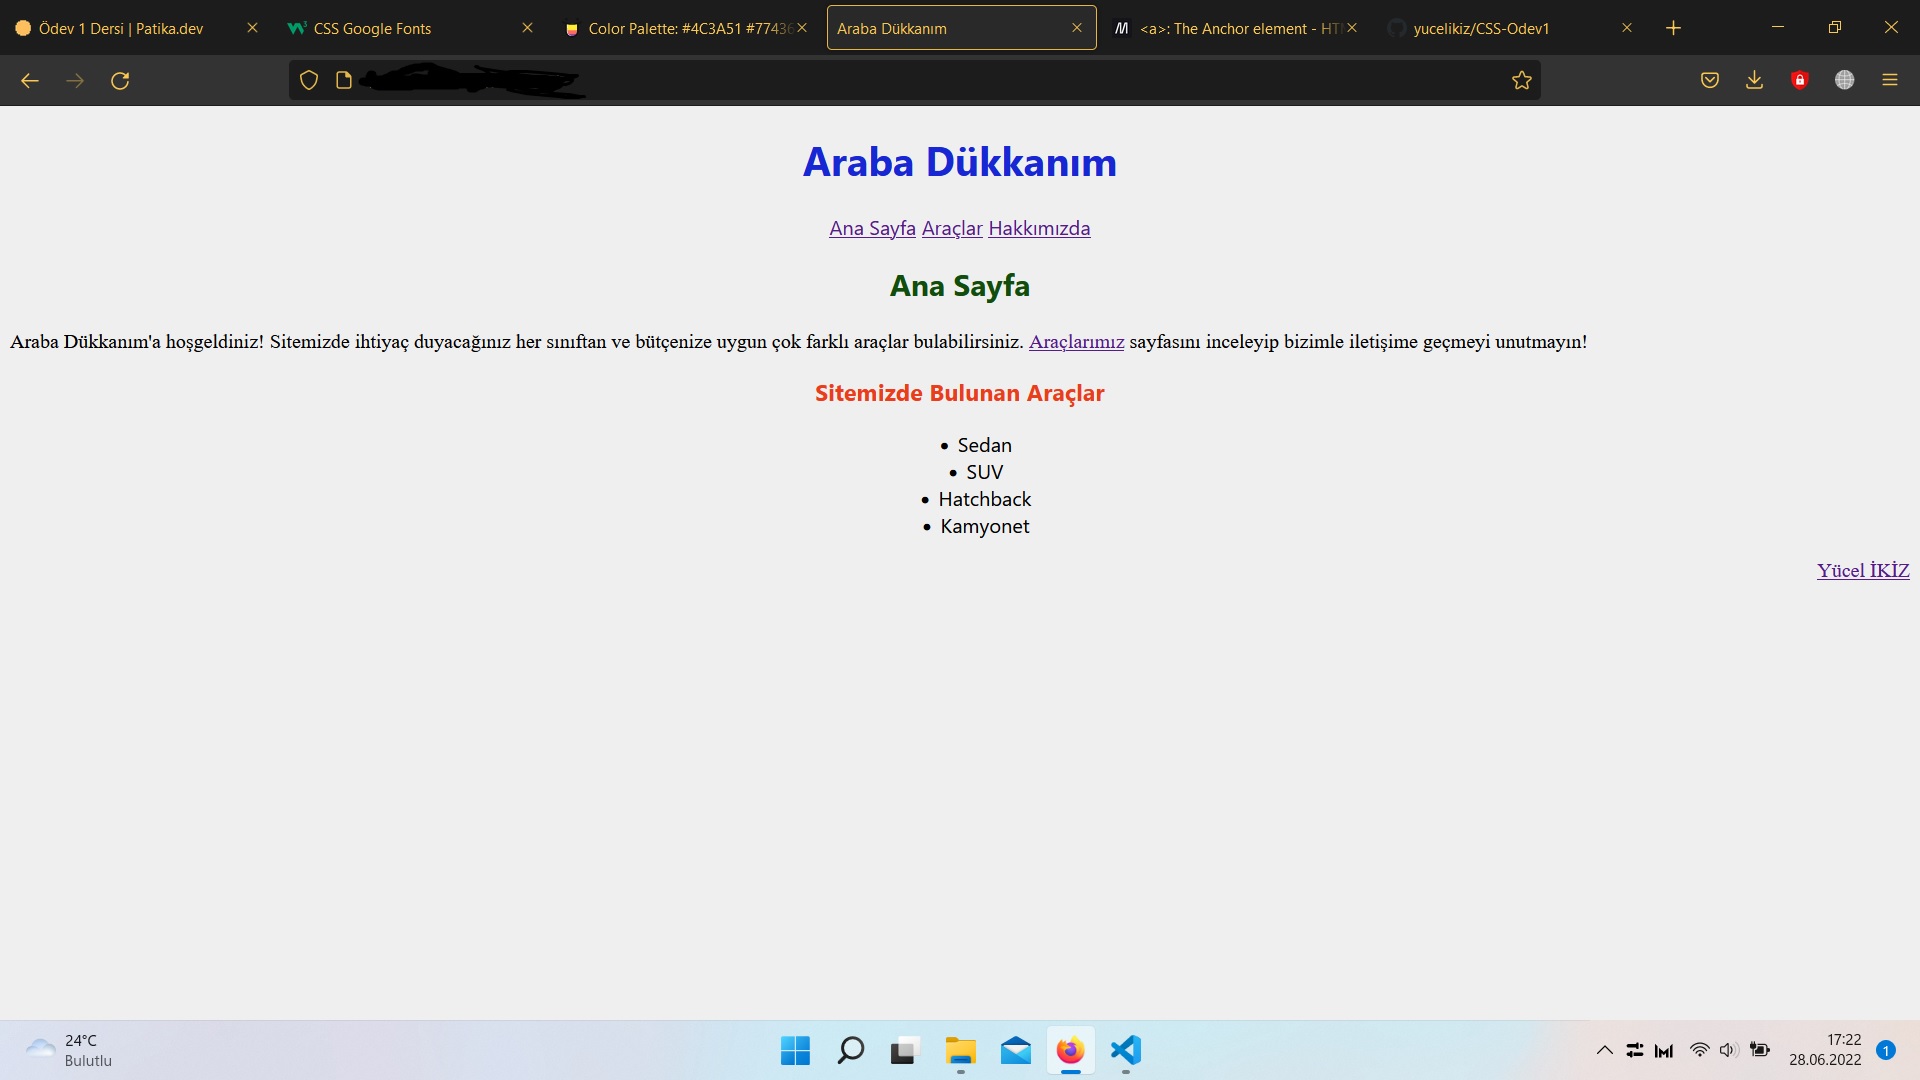 Ödev 1 Dersi | Patika.dev
CSS Google Fonts
Color Palette: #4C3A51 #7743
Araba Dükkanım
<a>: The Anchor element - HT
yucelikiz/CSS-Odev1
Araba Dükkanım
Ana Sayfa Araçlar Hakkımızda
Ana Sayfa
Araba Dükkanım'a hoşgeldiniz! Sitemizde ihtiyaç duyacağınız her sınıftan ve bütçenize uygun çok farklı araçlar bulabilirsiniz. Araçlarımız sayfasını inceleyip bizimle iletişime geçmeyi unutmayın!
Sitemizde Bulunan Araçlar
• Sedan
• SUV
• Hatchback
• Kamyonet
Yücel İKİZ
24°C
Bulutlu
17:22
28.06.2022
1